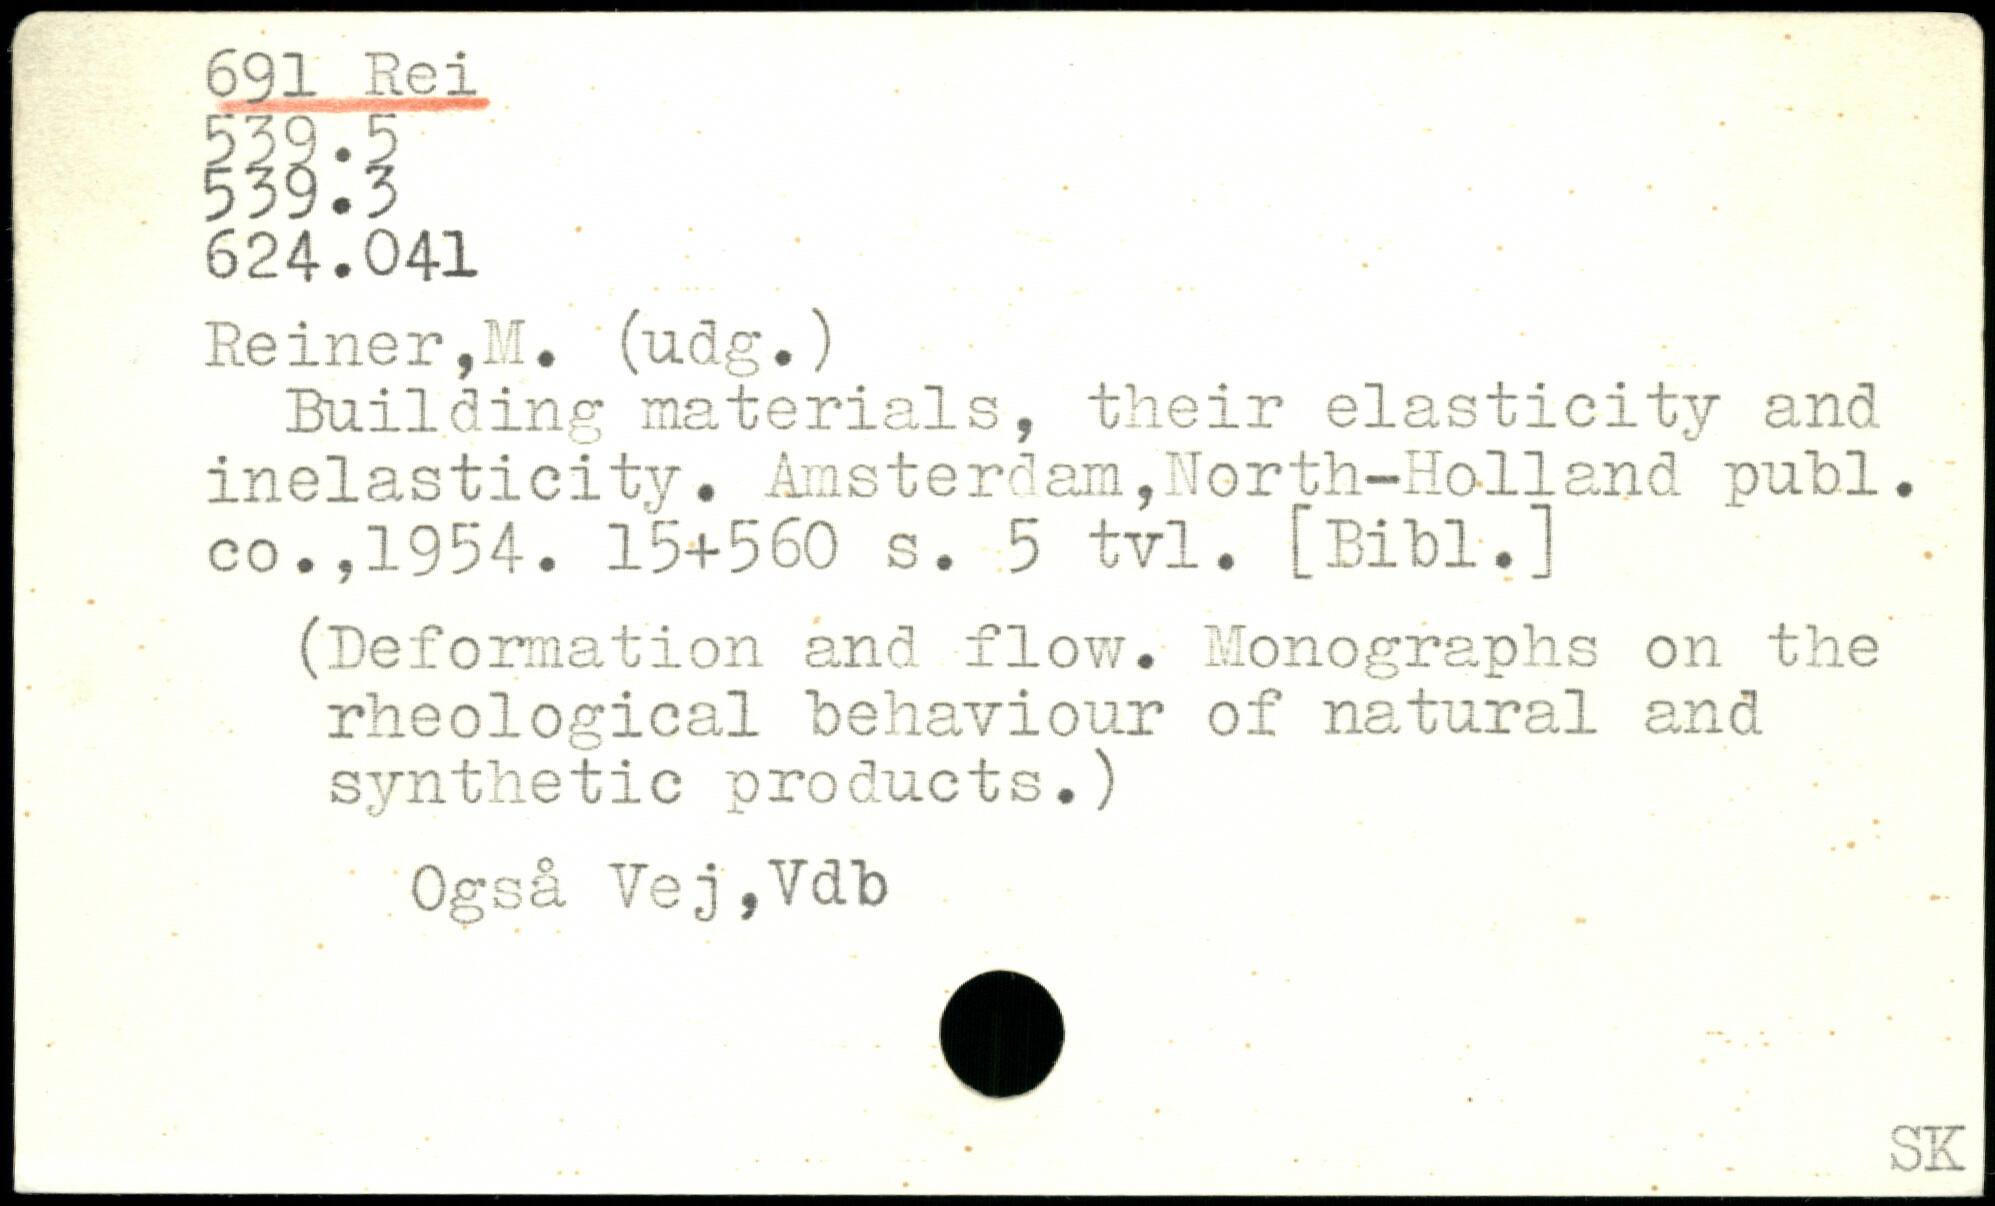 691 Rei
539.5
539.3
624.041
Reiner,M. (udg.)
Building materials, their elasticity and
inelasticity. Amsterdam,North-Holland publ.
co.,1954. 15+560 s. 5 tvl. [Bibl.]
(Deformation and flow. Monographs on the
rheological behaviour of natural and
synthetic products.)
Også Vej,Vdb
SK